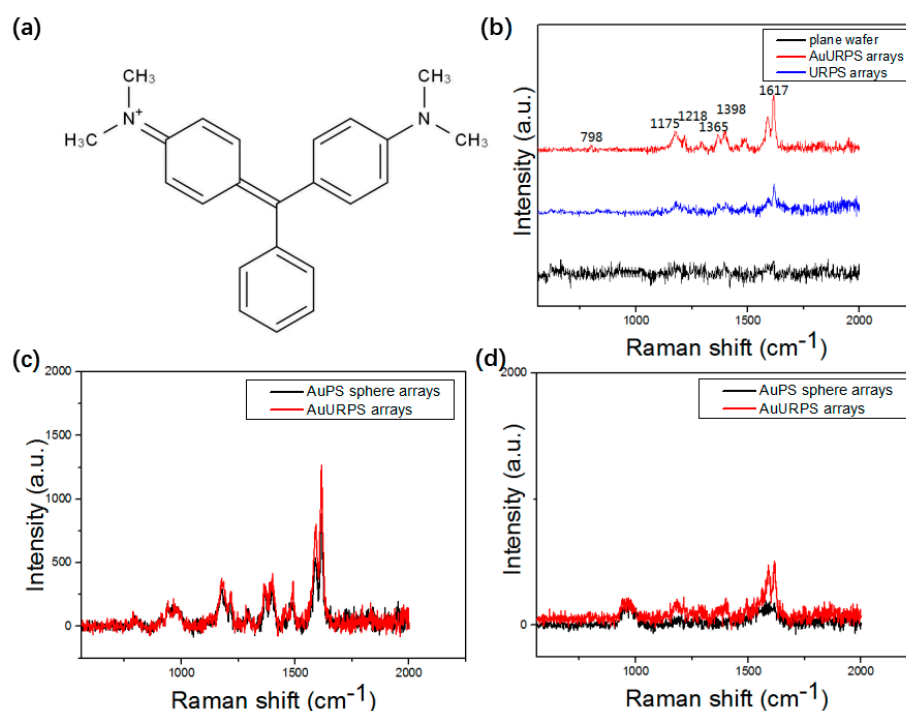 (a)
CH₃
H₃C
N⁺
N
CH₃
CH₃
(b)
Intensity (a.u.)
plane wafer
AuURPS arrays
URPS arrays
798
1175
1218
1365
1398
1617
1000
1500
2000
Raman shift (cm⁻¹)
(c)
Intensity (a.u.)
2000
1500
1000
500
0
AuPS sphere arrays
AuURPS arrays
1000
1500
2000
Raman shift (cm⁻¹)
(d)
Intensity (a.u.)
2000
0
AuPS sphere arrays
AuURPS arrays
1000
1500
2000
Raman shift (cm⁻¹)